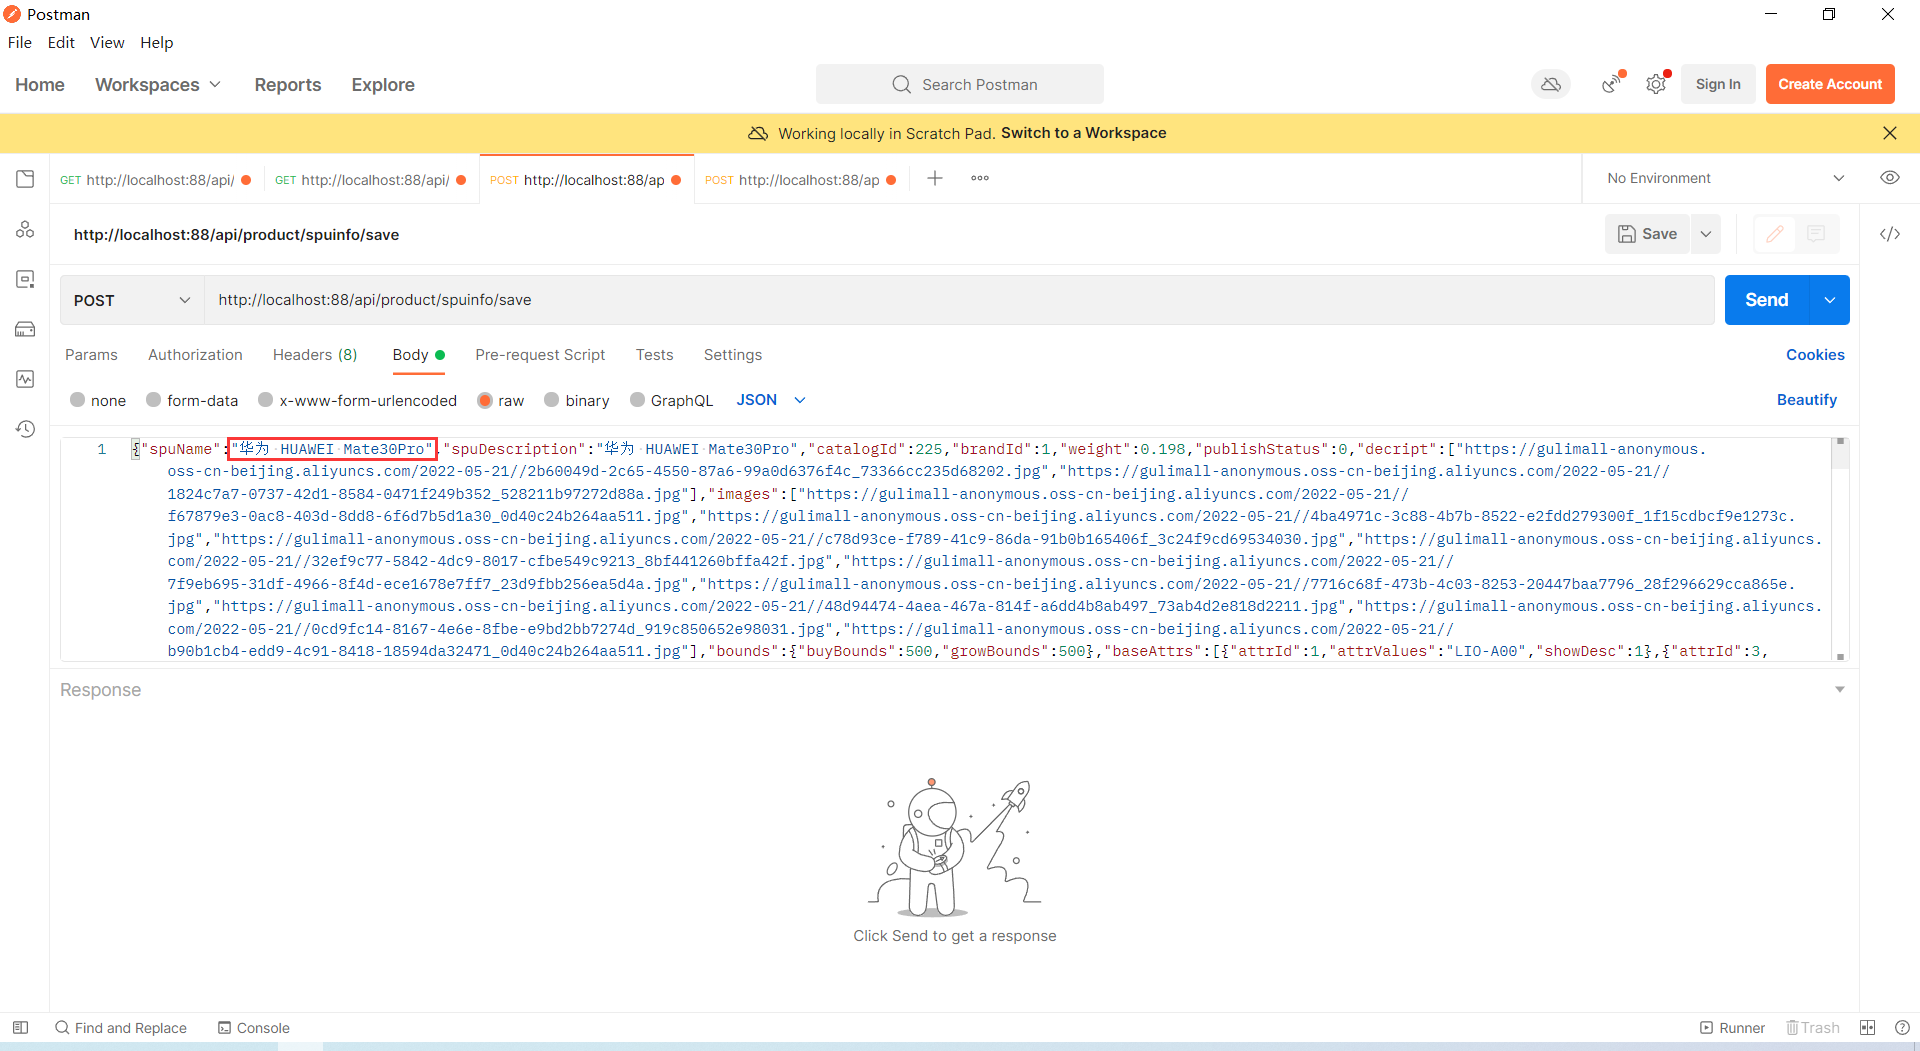 Postman
File Edit View Help
Home Workspaces Reports Explore Search Postman Sign In Create Account
Working locally in Scratch Pad. Switch to a Workspace
GET http://localhost:88/api/ GET http://localhost:88/api/ POST http://localhost:88/ap POST http://localhost:88/ap No Environment
http://localhost:88/api/product/spuinfo/save Save
POST http://localhost:88/api/product/spuinfo/save Send
Params Authorization Headers (8) Body Pre-request Script Tests Settings Cookies
none form-data x-www-form-urlencoded raw binary GraphQL JSON Beautify
1 {"spuName":"华为 HUAWEI Mate30Pro","spuDescription":"华为 HUAWEI Mate30Pro","catalogId":225,"brandId":1,"weight":0.198,"publishStatus":0,"decript":["https://gulimall-anonymous.
oss-cn-beijing.aliyuncs.com/2022-05-21//2b60049d-2c65-4550-87a6-99a0d6376f4c_73366cc235d68202.jpg","https://gulimall-anonymous.oss-cn-beijing.aliyuncs.com/2022-05-21//
1824c7a7-0737-42d1-8584-0471f249b352_528211b97272d88a.jpg"],"images":["https://gulimall-anonymous.oss-cn-beijing.aliyuncs.com/2022-05-21//
f67879e3-0ac8-403d-8dd8-6f6d7b5d1a30_0d40c24b264aa511.jpg","https://gulimall-anonymous.oss-cn-beijing.aliyuncs.com/2022-05-21//4ba4971c-3c88-4b7b-8522-e2fdd279300f_1f15cdbcf9e1273c.
jpg","https://gulimall-anonymous.oss-cn-beijing.aliyuncs.com/2022-05-21//c78d93ce-f789-41c9-86da-91b0b165406f_3c24f9cd69534030.jpg","https://gulimall-anonymous.oss-cn-beijing.aliyuncs.
com/2022-05-21//32ef9c77-5842-4dc9-8017-cfbe549c9213_8bf441260bffa42f.jpg","https://gulimall-anonymous.oss-cn-beijing.aliyuncs.com/2022-05-21//
7f9eb695-31df-4966-8f4d-ece1678e7ff7_23d9fbb256ea5d4a.jpg","https://gulimall-anonymous.oss-cn-beijing.aliyuncs.com/2022-05-21//7716c68f-473b-4c03-8253-20447baa7796_28f296629cca865e.
jpg","https://gulimall-anonymous.oss-cn-beijing.aliyuncs.com/2022-05-21//48d94474-4aea-467a-814f-a6dd4b8ab497_73ab4d2e818d2211.jpg","https://gulimall-anonymous.oss-cn-beijing.aliyuncs.
com/2022-05-21//0cd9fc14-8167-4e6e-8fbe-e9bd2bb7274d_919c850652e98031.jpg","https://gulimall-anonymous.oss-cn-beijing.aliyuncs.com/2022-05-21//
b90b1cb4-edd9-4c91-8418-18594da32471_0d40c24b264aa511.jpg"],"bounds":{"buyBounds":500,"growBounds":500},"baseAttrs":[{"attrId":1,"attrValues":"LIO-A00","showDesc":1},{"attrId":3,
Response
Click Send to get a response
Find and Replace Console Runner Trash